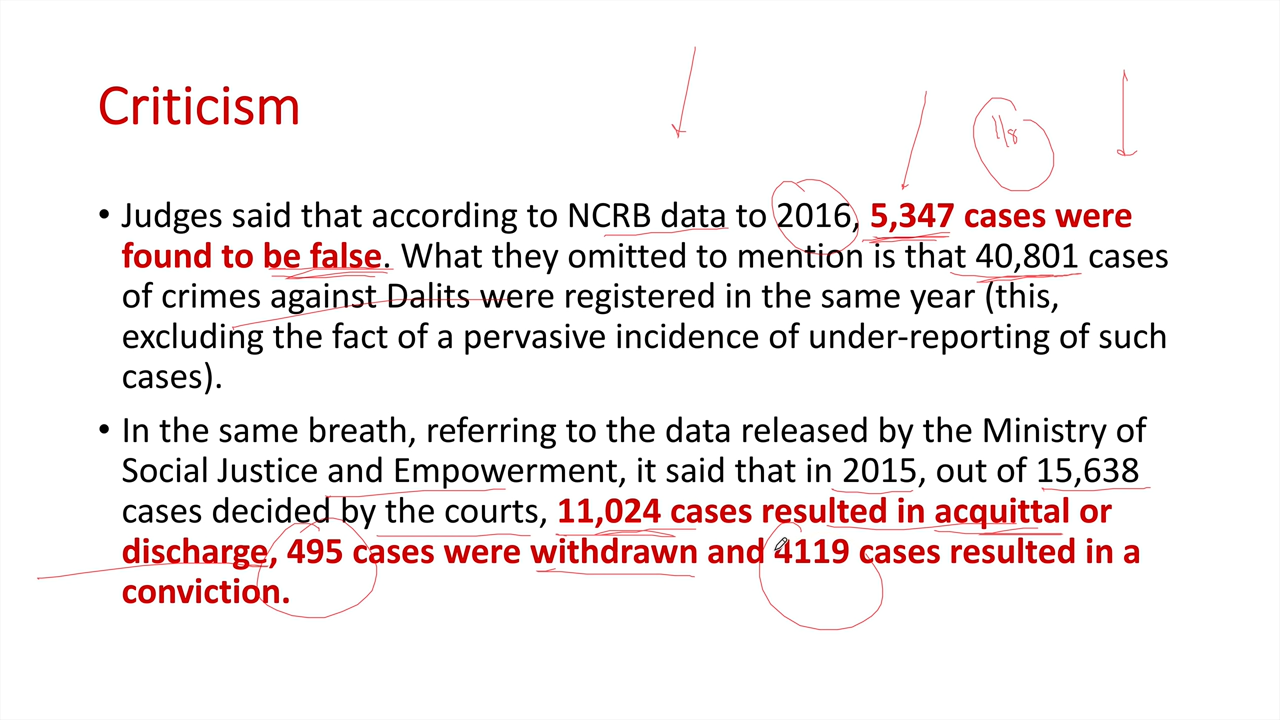 Criticism
1/8
• Judges said that according to NCRB data to 2016, 5,347 cases were
found to be false. What they omitted to mention is that 40,801 cases
of crimes against Dalits were registered in the same year (this,
excluding the fact of a pervasive incidence of under-reporting of such
cases).
• In the same breath, referring to the data released by the Ministry of
Social Justice and Empowerment, it said that in 2015, out of 15,638
cases decided by the courts, 11,024 cases resulted in acquittal or
discharge, 495 cases were withdrawn and 4119 cases resulted in a
conviction.